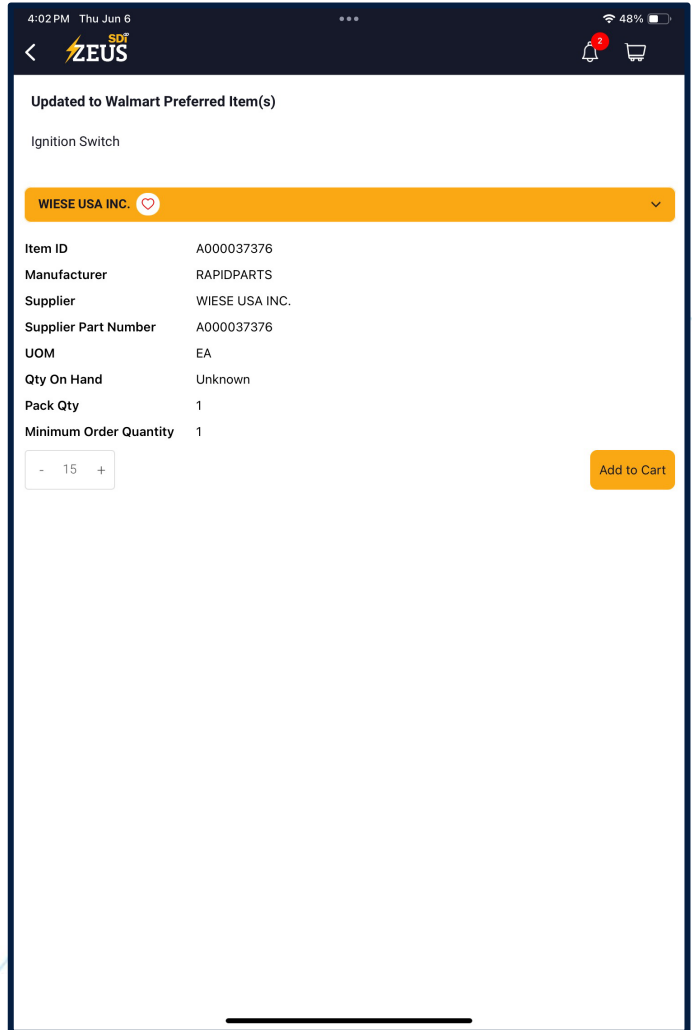 4:02 PM Thu Jun 6
48%
SDI
ZEUS
2
Updated to Walmart Preferred Item(s)
Ignition Switch
WIESE USA INC.
Item ID A000037376
Manufacturer RAPIDPARTS
Supplier WIESE USA INC.
Supplier Part Number A000037376
UOM EA
Qty On Hand Unknown
Pack Qty 1
Minimum Order Quantity 1
- 15 +
Add to Cart